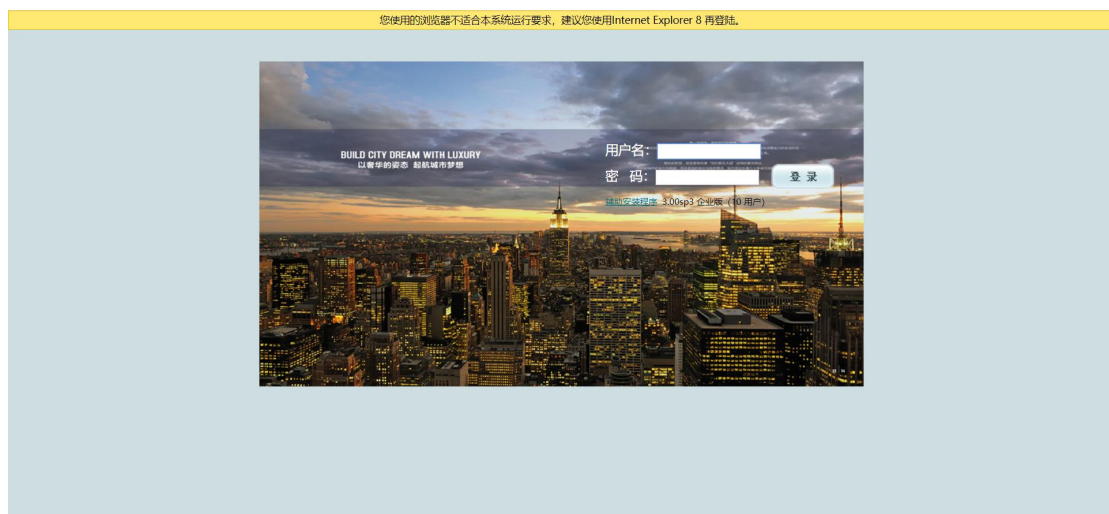 您使用的浏览器不适合本系统运行要求，建议您使用Internet Explorer 8 再登陆。
BUILD CITY DREAM WITH LUXURY
以奢华的姿态 起航城市梦想
用户名：
密 码：
登 录
辅助安装程序 3.00sp3 企业版（10 用户）